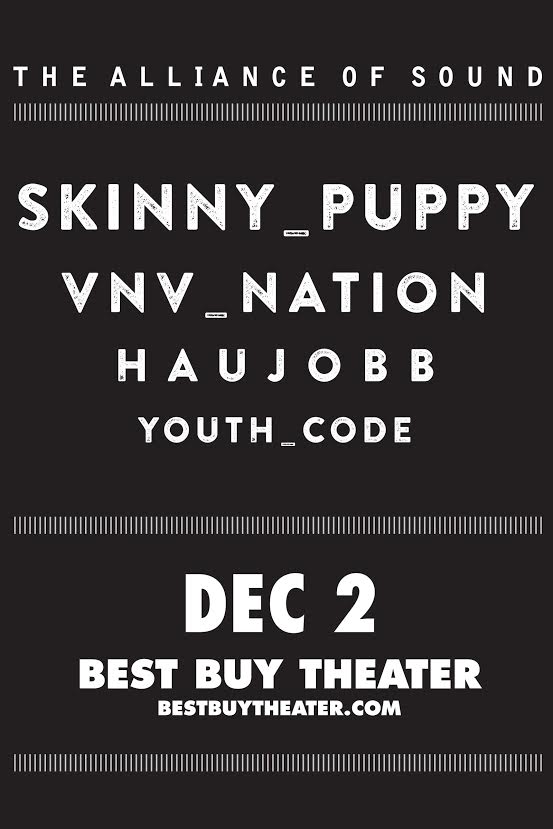 THE ALLIANCE OF SOUND
SKINNY_PUPPY
VNV_NATION
HAUJOBB
YOUTH_CODE
DEC 2
BEST BUY THEATER
BESTBUYTHEATER.COM